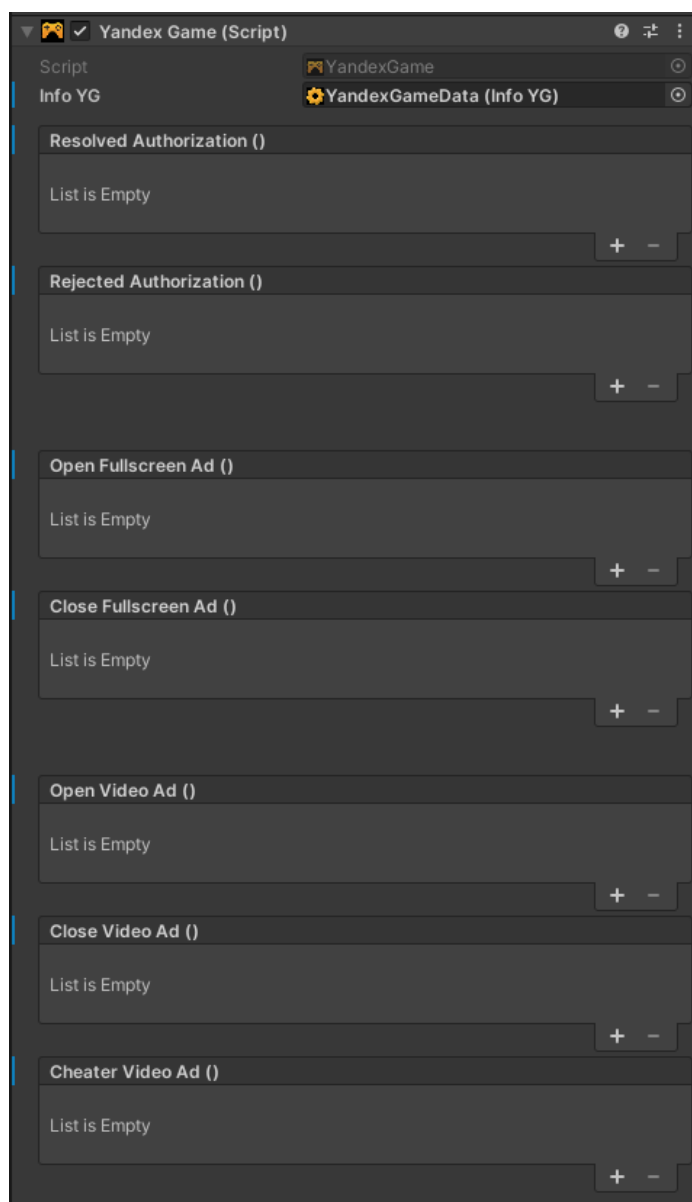 Yandex Game (Script)
Script YandexGame
Info YG YandexGameData (Info YG)
Resolved Authorization ()
List is Empty
+ −
Rejected Authorization ()
List is Empty
+ −
Open Fullscreen Ad ()
List is Empty
+ −
Close Fullscreen Ad ()
List is Empty
+ −
Open Video Ad ()
List is Empty
+ −
Close Video Ad ()
List is Empty
+ −
Cheater Video Ad ()
List is Empty
+ −